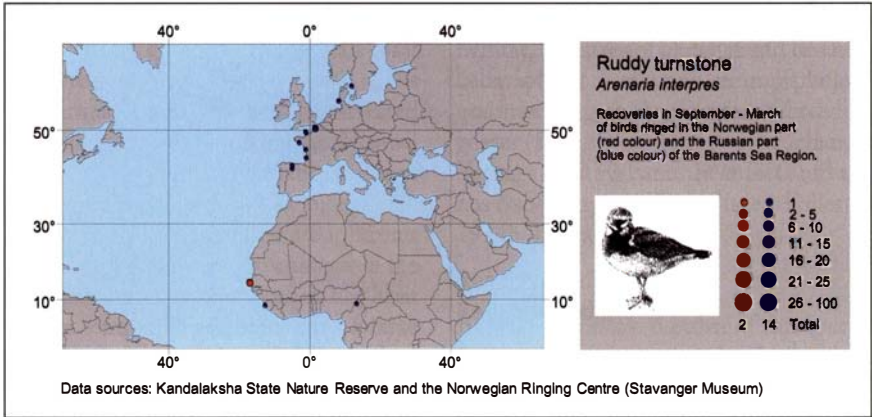 40° 0° 40°
50° 50°
30° 30°
10° 10°
40° 0° 40°
Ruddy turnstone
Arenaria interpres
Recoveries in September - March
of birds ringed in the Norwegian part
(red colour) and the Russian part
(blue colour) of the Barents Sea Region.
1
2 - 5
6 - 10
11 - 15
16 - 20
21 - 25
26 - 100
2 14 Total
Data sources: Kandalaksha State Nature Reserve and the Norwegian Ringing Centre (Stavanger Museum)